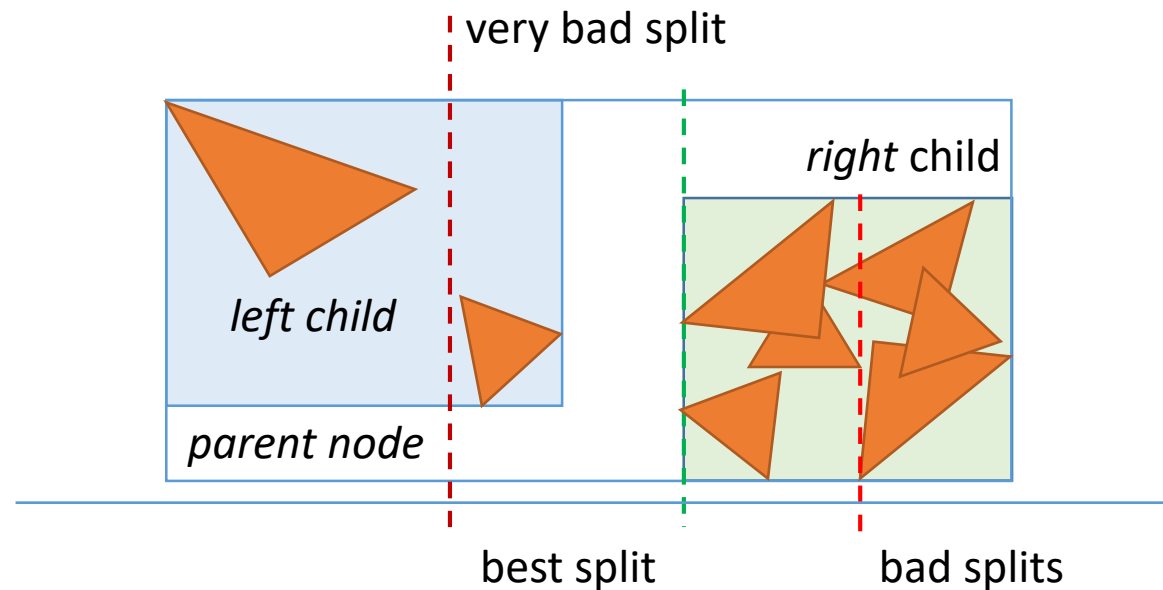 very bad split
right child
left child
parent node
best split
bad splits